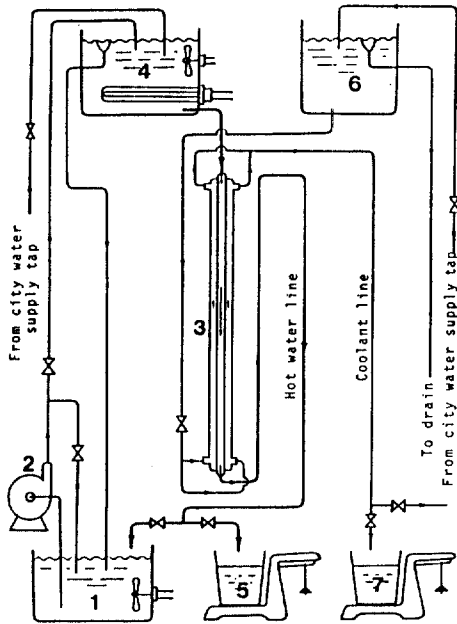 4
6
From city water
supply tap
3
Hot water line
Coolant line
To drain
From city water supply tap
2
1
5
7